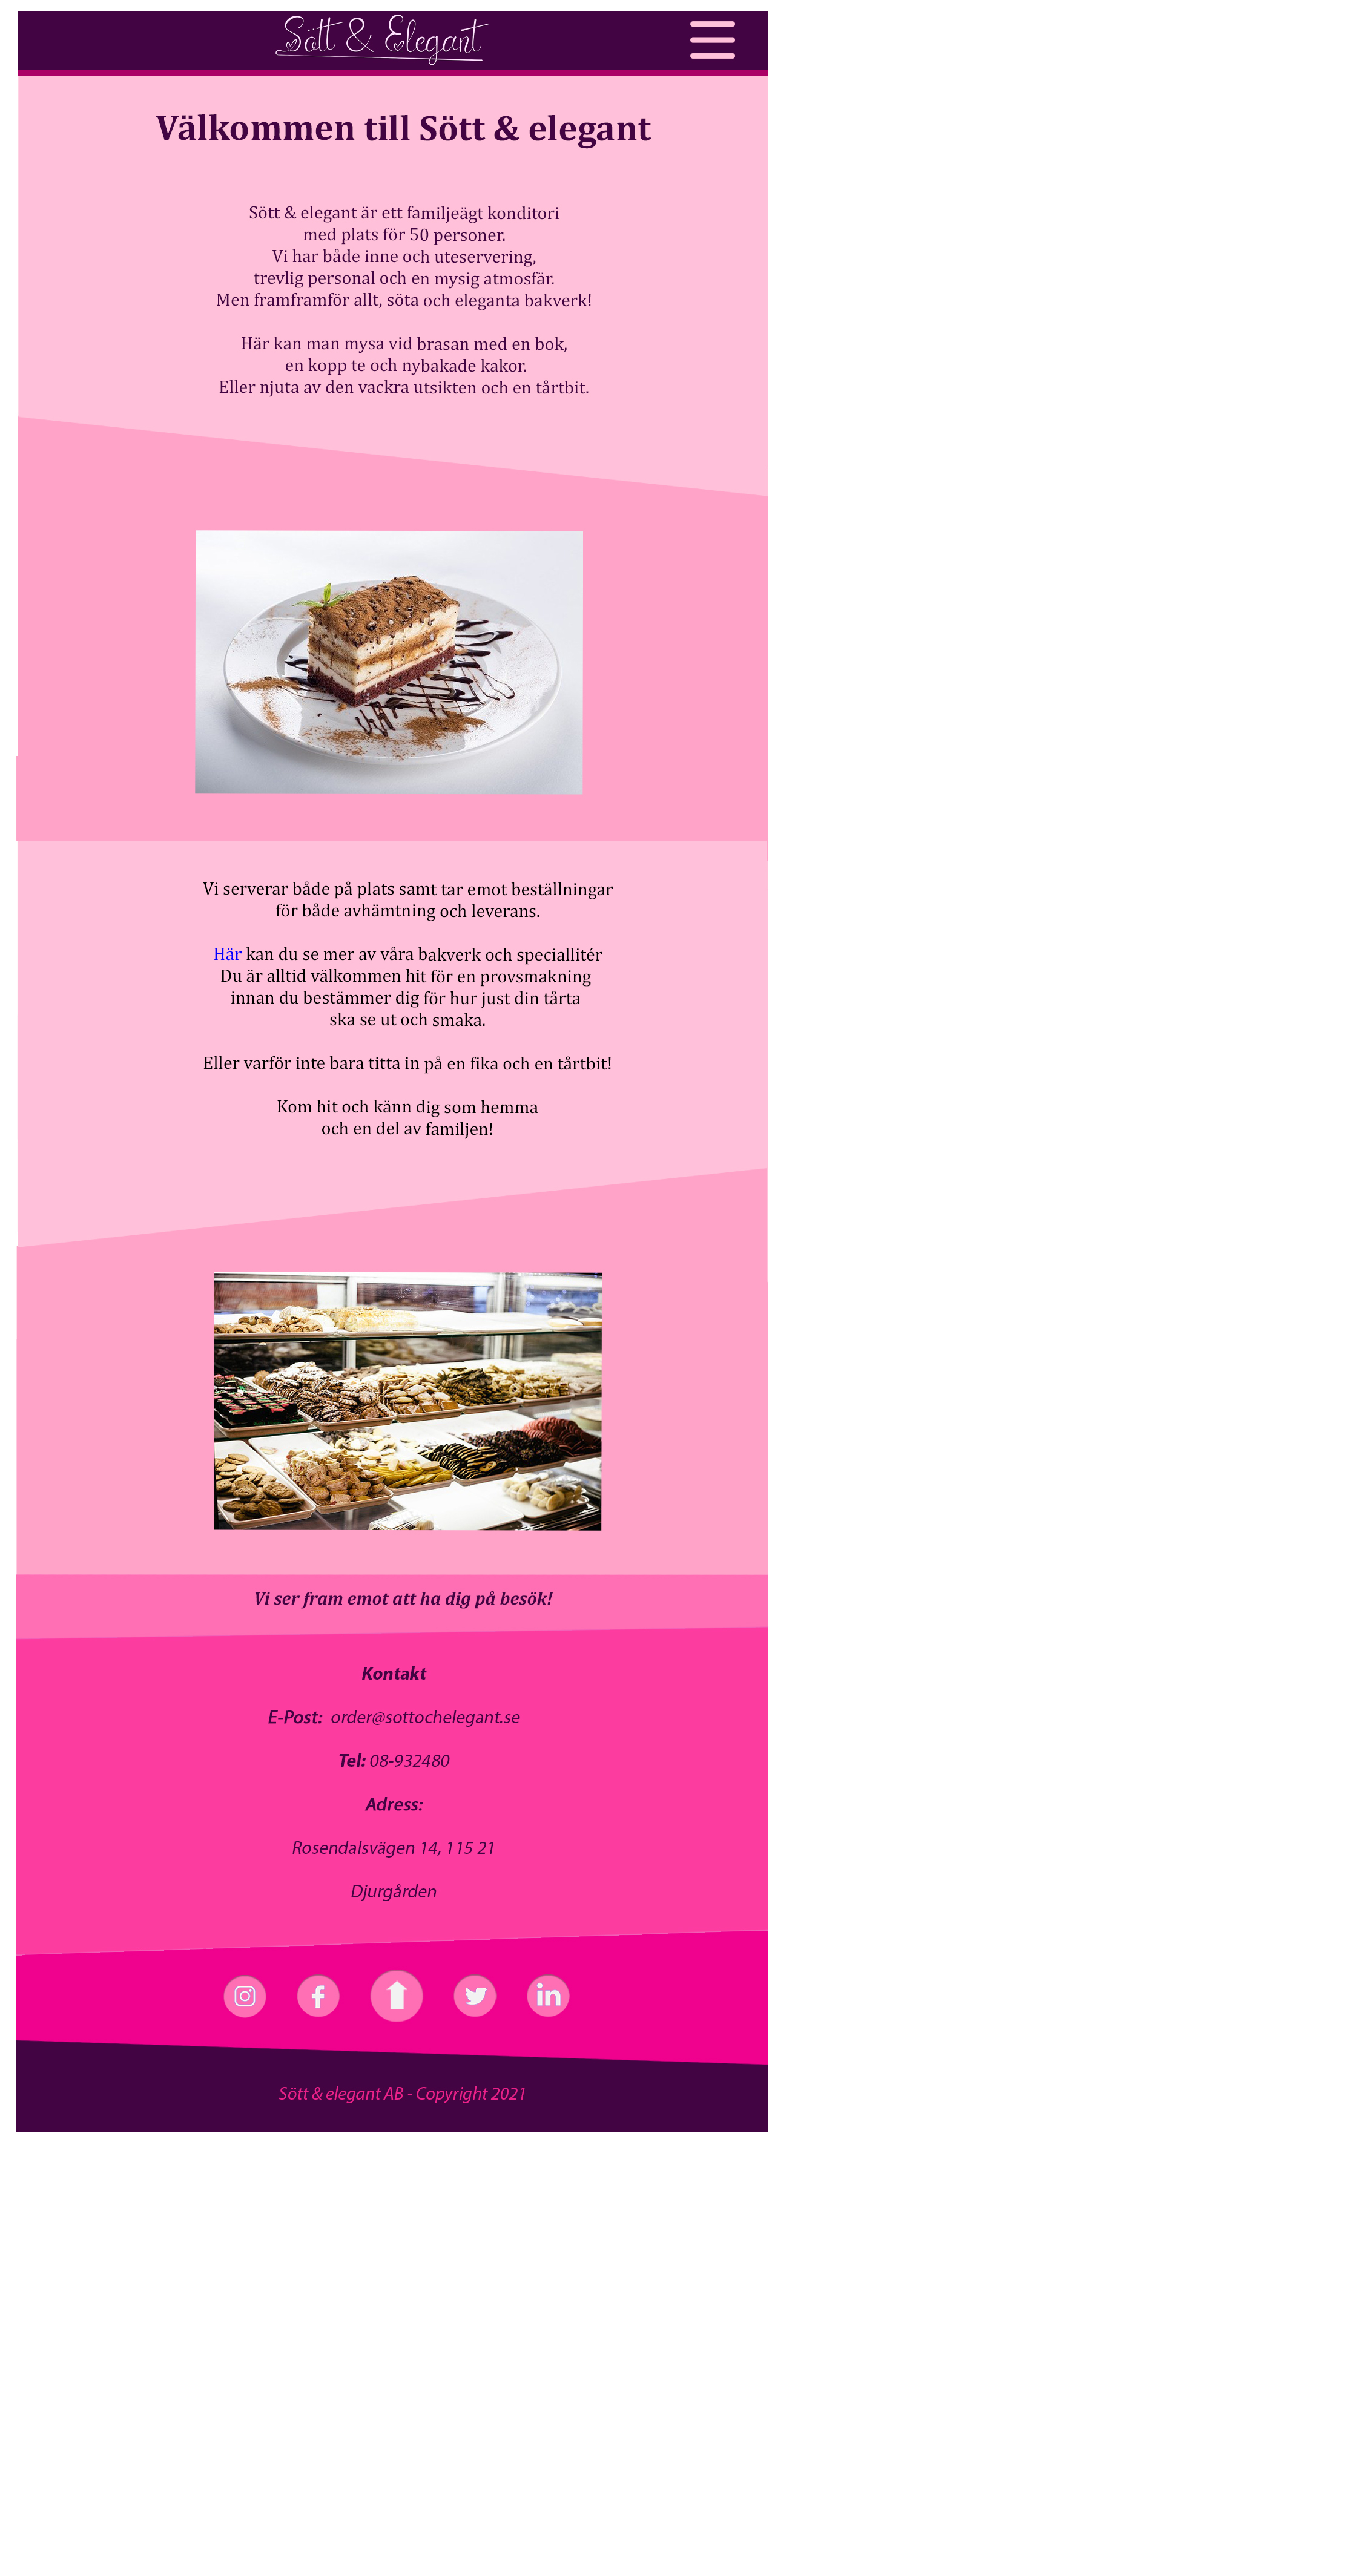 Sött & Elegant
Välkommen till Sött & elegant
Sött & elegant är ett familjeägt konditori
med plats för 50 personer.
Vi har både inne och uteservering,
trevlig personal och en mysig atmosfär.
Men framframför allt, söta och eleganta bakverk!
Här kan man mysa vid brasan med en bok,
en kopp te och nybakade kakor.
Eller njuta av den vackra utsikten och en tårtbit.
Vi serverar både på plats samt tar emot beställningar
för både avhämtning och leverans.
Här kan du se mer av våra bakverk och speciallitér
Du är alltid välkommen hit för en provsmakning
innan du bestämmer dig för hur just din tårta
ska se ut och smaka.
Eller varför inte bara titta in på en fika och en tårtbit!
Kom hit och känn dig som hemma
och en del av familjen!
Vi ser fram emot att ha dig på besök!
Kontakt
E-Post: order@sottochelegant.se
Tel: 08-932480
Adress:
Rosendalsvägen 14, 115 21
Djurgården
in
Sött & elegant AB - Copyright 2021